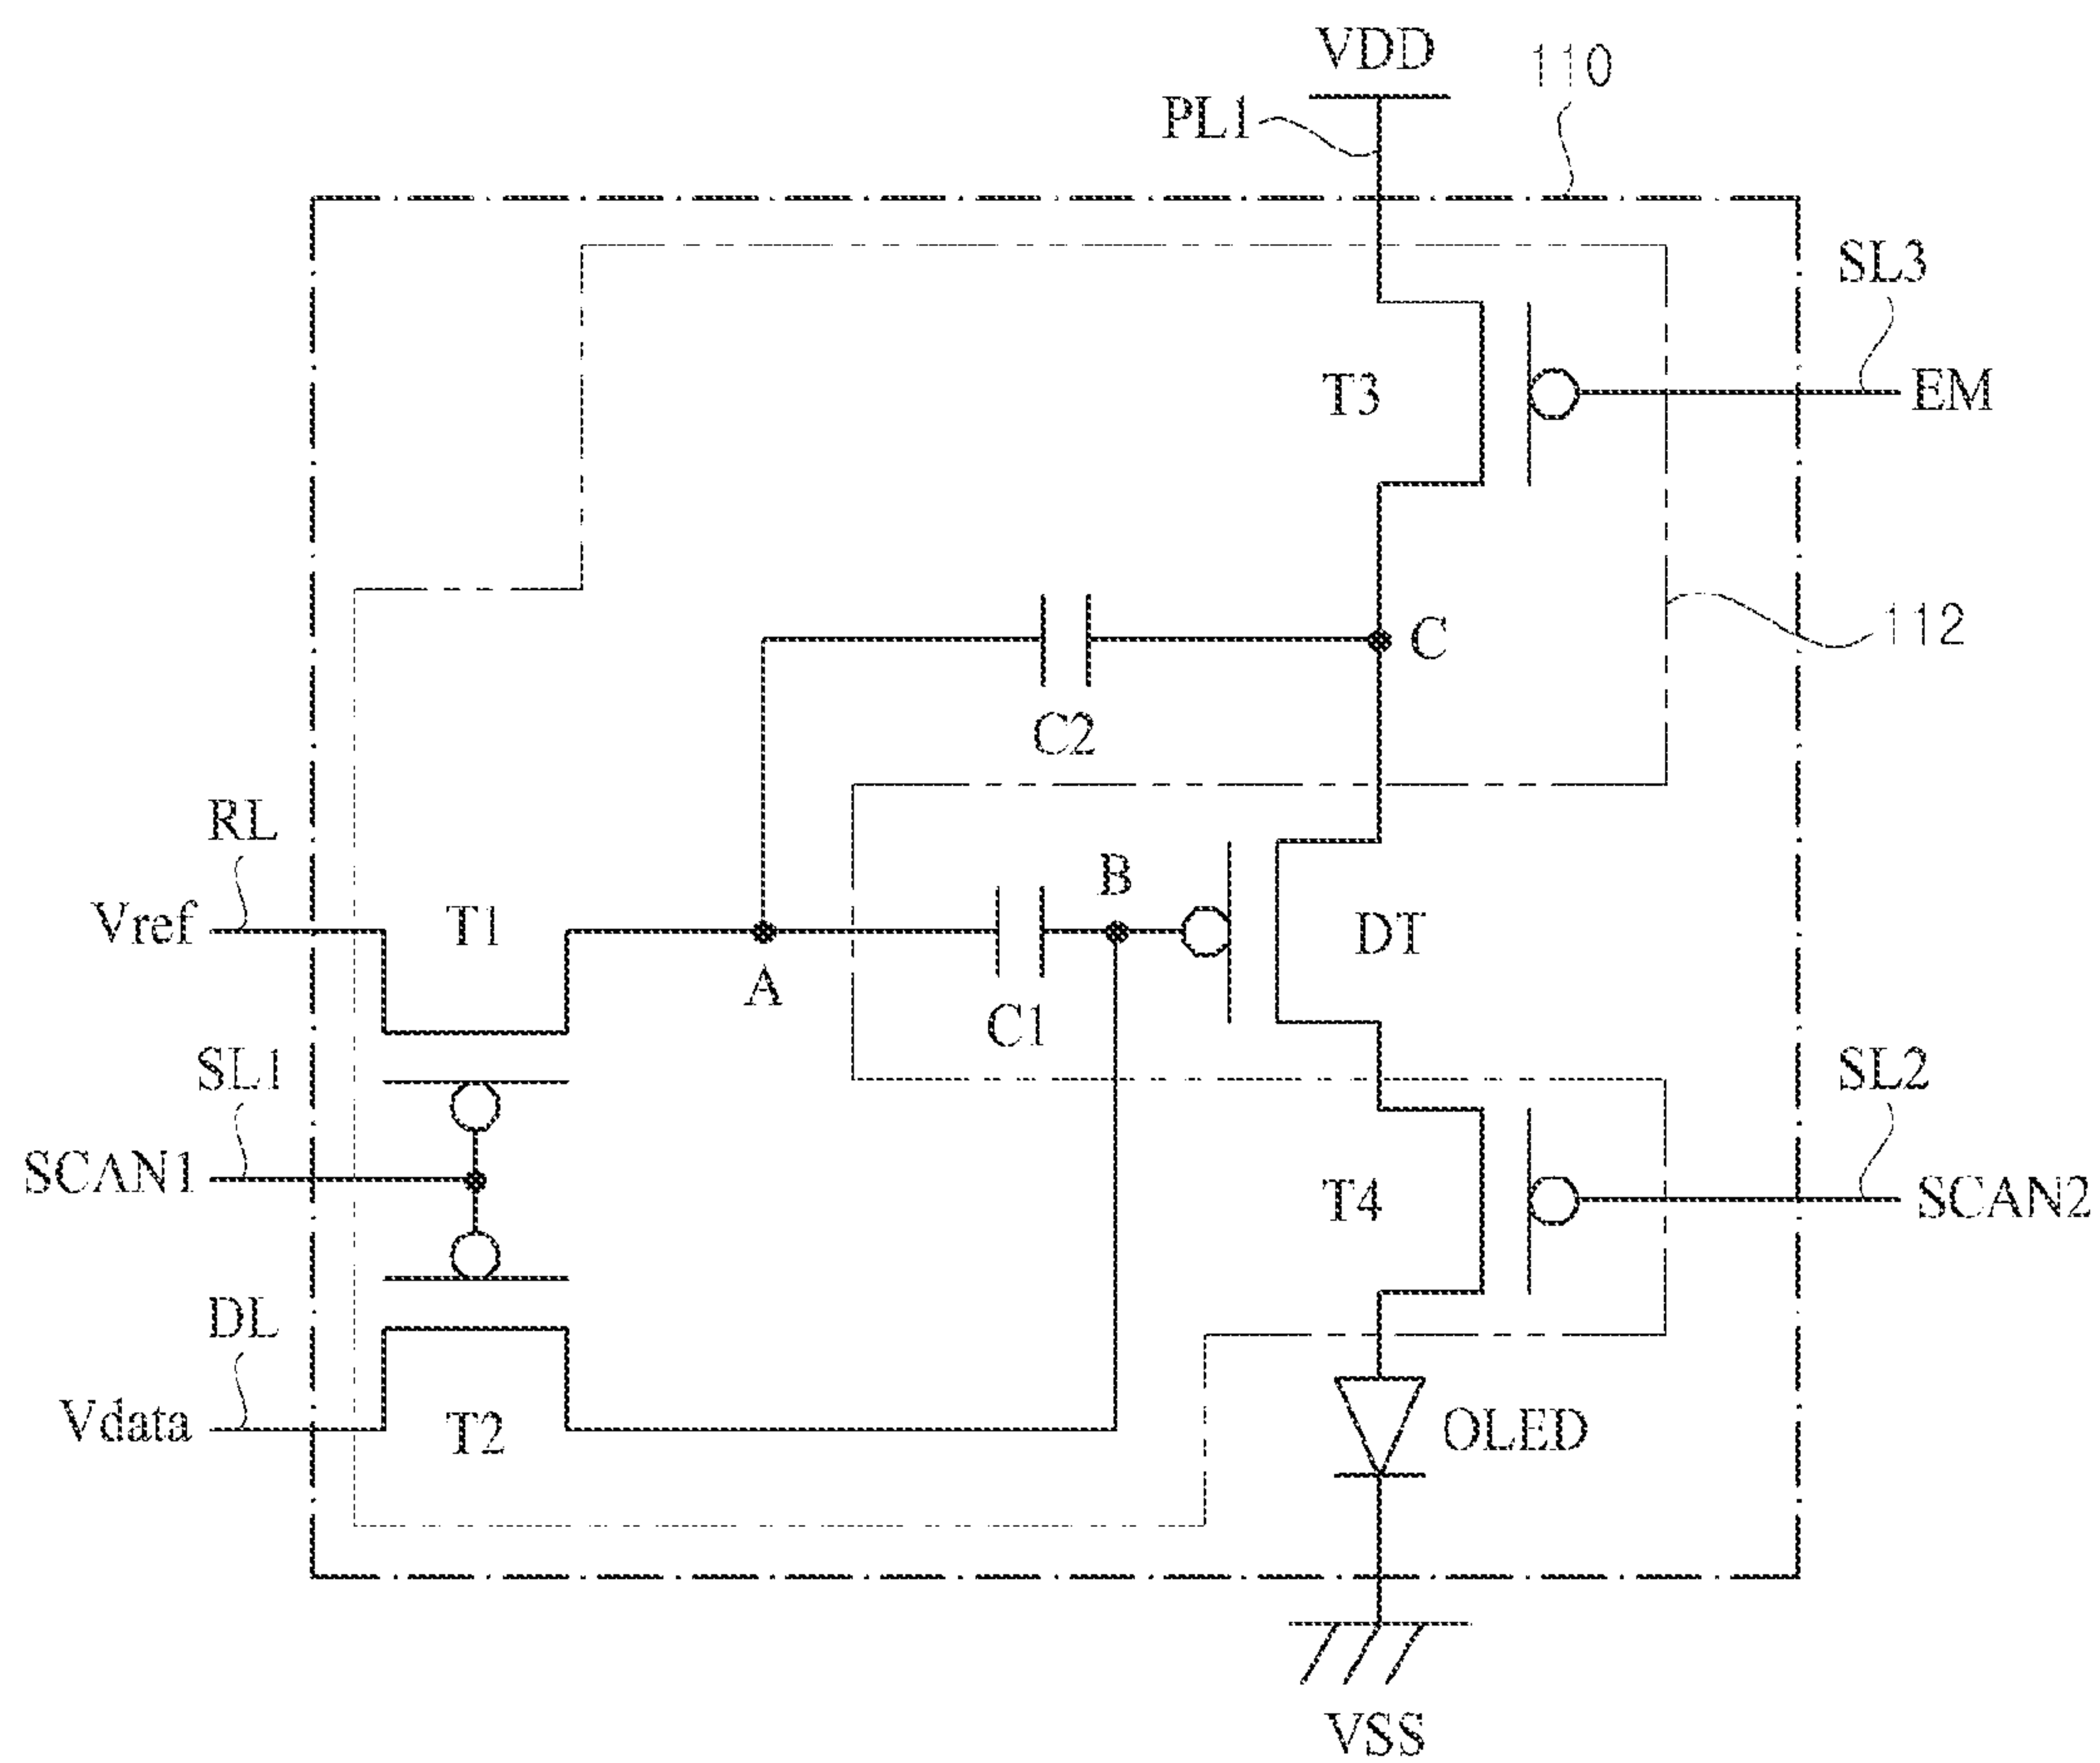 VDD
110
PL1
SL3
T3
EM
C
112
C2
RL
B
Vref
T1
DT
A
C1
SL1
SL2
SCAN1
T4
SCAN2
DL
Vdata
T2
OLED
VSS